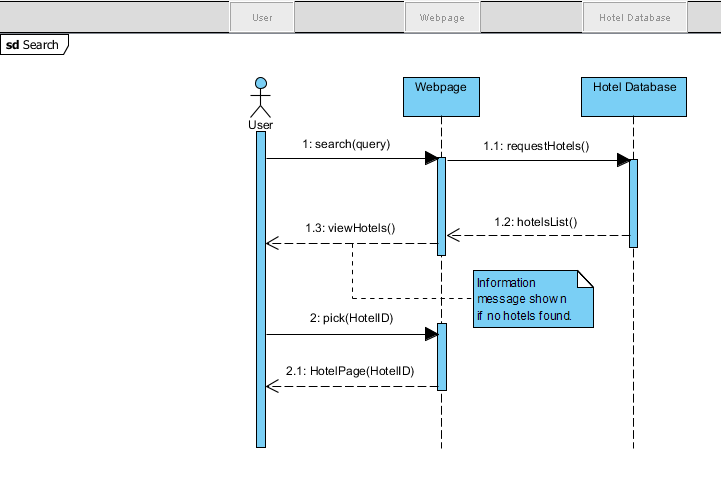 User
Webpage
Hotel Database
sd Search
Webpage
Hotel Database
User
1: search(query)
1.1: requestHotels()
1.2: hotelsList()
1.3: viewHotels()
Information
message shown
if no hotels found.
2: pick(HotelID)
2.1: HotelPage(HotelID)